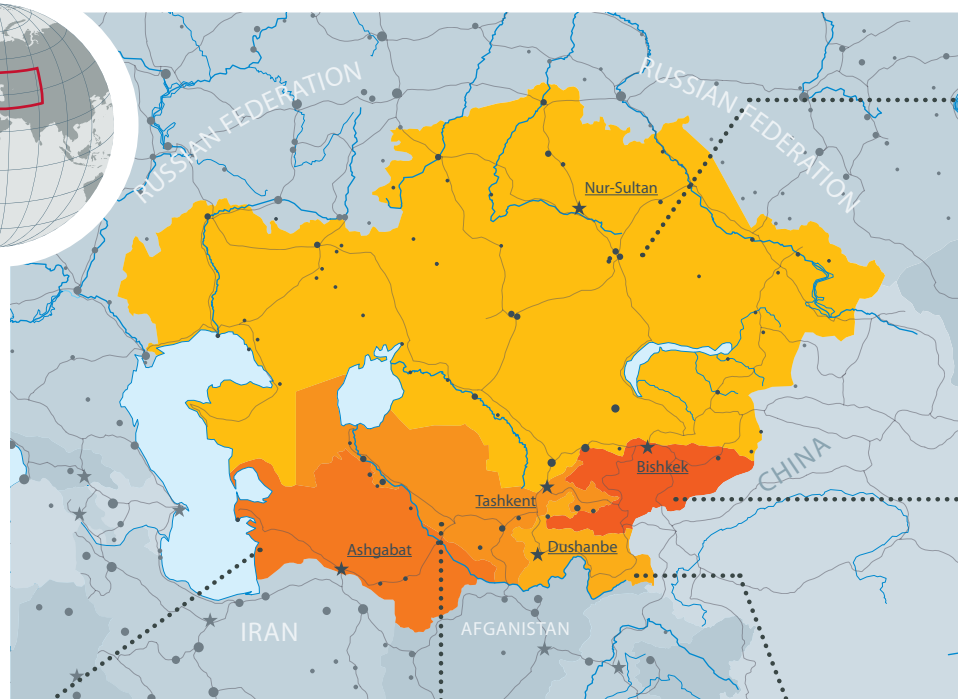 RUSSIAN FEDERATION
RUSSIAN FEDERATION
Nur-Sultan
Bishkek
CHINA
Tashkent
Ashgabat
Dushanbe
IRAN
AFGANISTAN